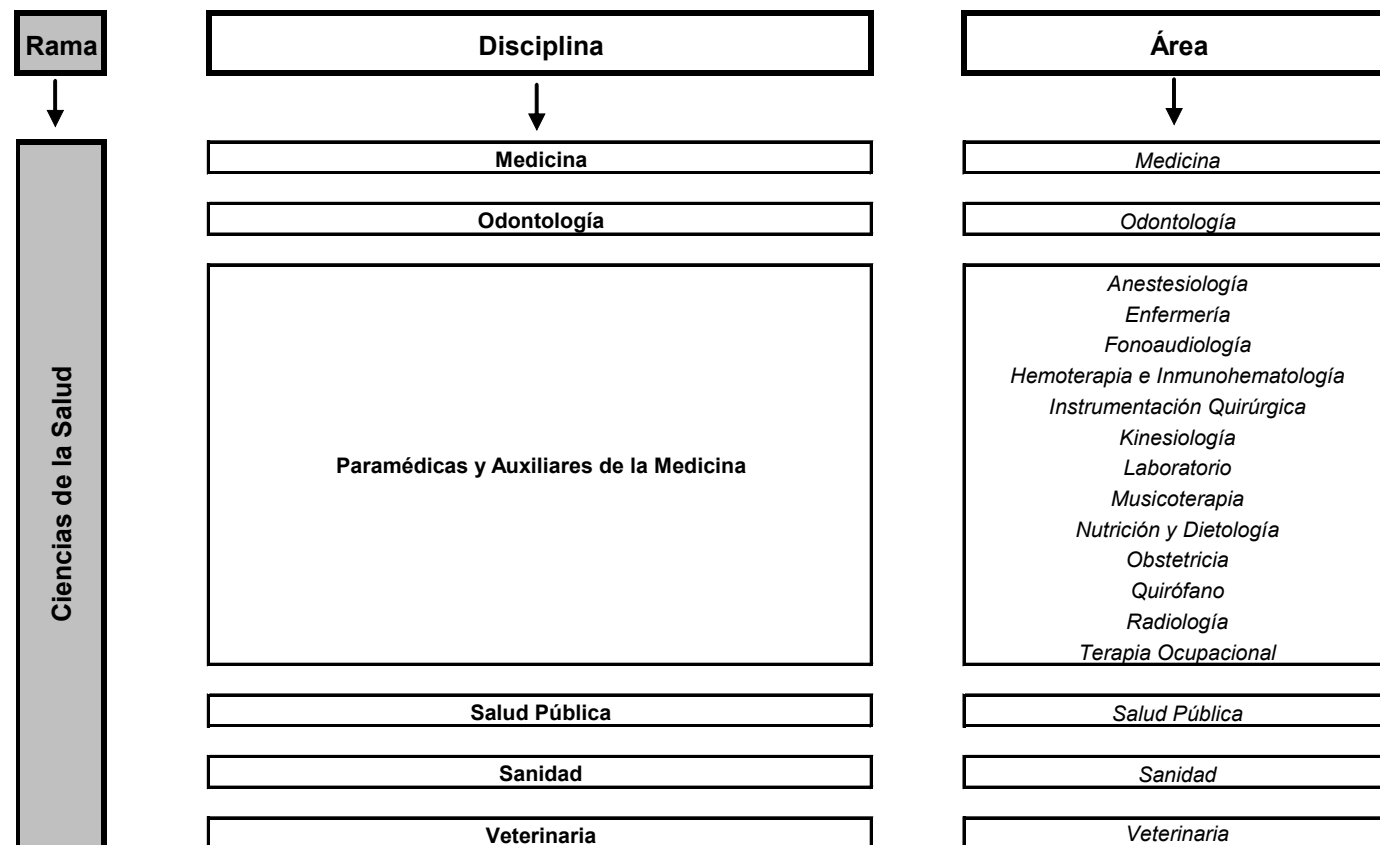 Rama
Disciplina
Área
Ciencias de la Salud
Medicina
Medicina
Odontología
Odontología
Paramédicas y Auxiliares de la Medicina
Anestesiología
Enfermería
Fonoaudiología
Hemoterapia e Inmunohematología
Instrumentación Quirúrgica
Kinesiología
Laboratorio
Musicoterapia
Nutrición y Dietología
Obstetricia
Quirófano
Radiología
Terapia Ocupacional
Salud Pública
Salud Pública
Sanidad
Sanidad
Veterinaria
Veterinaria